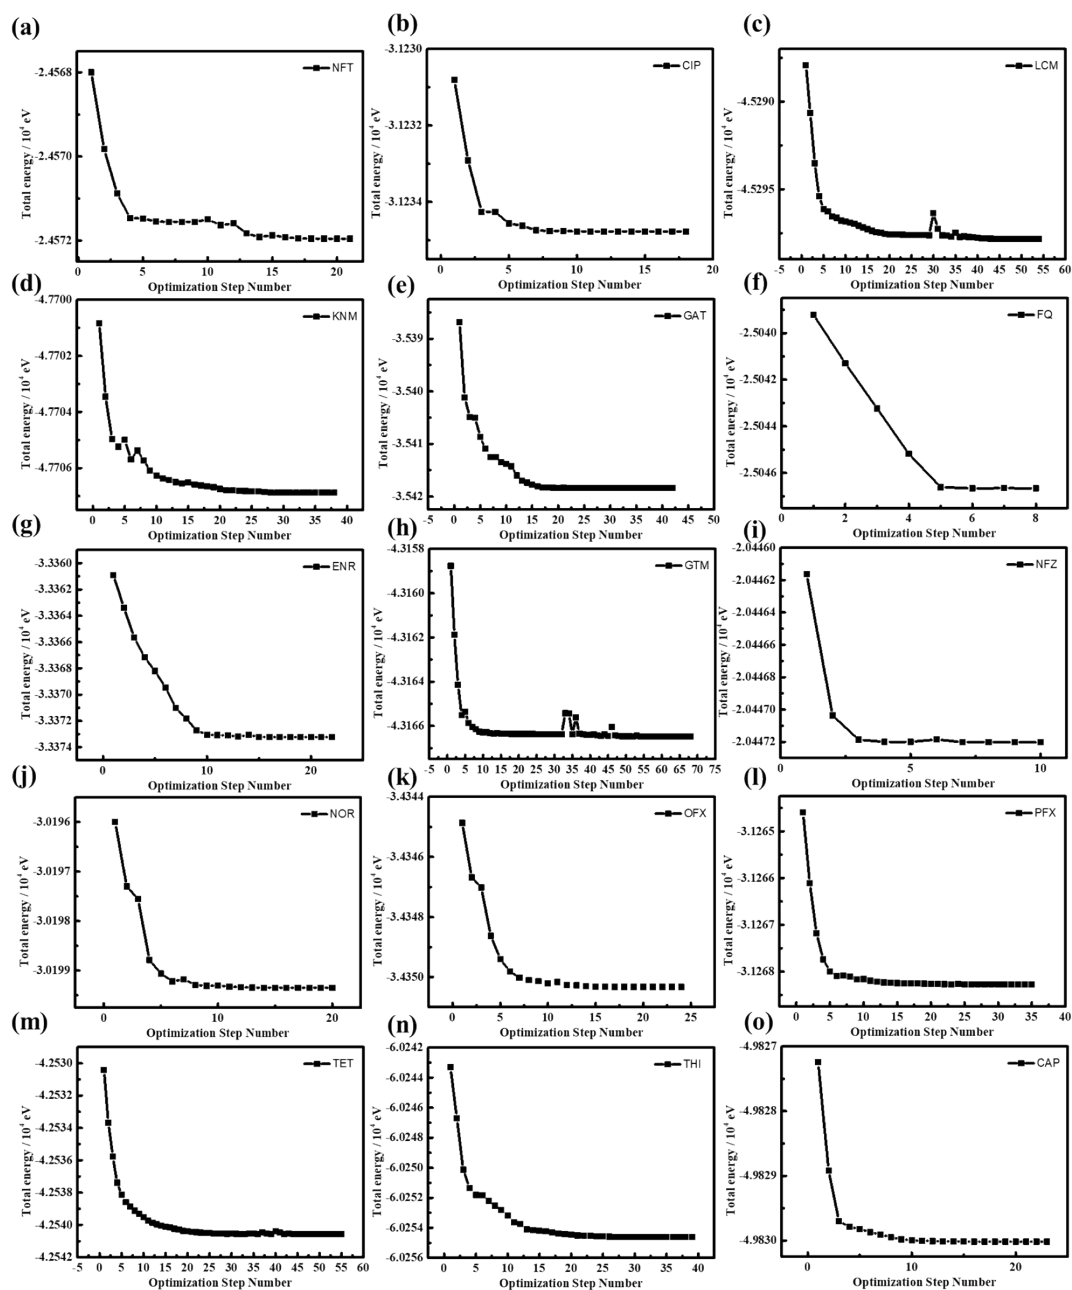 (a)
NFT
-2.4568
-2.4570
-2.4572
Total energy / 10⁴ eV
0 5 10 15 20
Optimization Step Number
(b)
CIP
-3.1230
-3.1232
-3.1234
Total energy / 10⁴ eV
0 5 10 15 20
Optimization Step Number
(c)
LCM
-4.5290
-4.5295
Total energy / 10⁴ eV
-5 0 5 10 15 20 25 30 35 40 45 50 55 60
Optimization Step Number
(d)
KNM
-4.7700
-4.7702
-4.7704
-4.7706
Total energy / 10⁴ eV
0 5 10 15 20 25 30 35 40
Optimization Step Number
(e)
GAT
-3.539
-3.540
-3.541
-3.542
Total energy / 10⁴ eV
-5 0 5 10 15 20 25 30 35 40 45 50
Optimization Step Number
(f)
FQ
-2.5040
-2.5042
-2.5044
-2.5046
Total energy / 10⁴ eV
0 2 4 6 8
Optimization Step Number
(g)
ENR
-3.3360
-3.3362
-3.3364
-3.3366
-3.3368
-3.3370
-3.3372
-3.3374
Total energy / 10⁴ eV
0 10 20
Optimization Step Number
(h)
GTM
-4.3158
-4.3160
-4.3162
-4.3164
-4.3166
Total energy / 10⁴ eV
-5 0 5 10 15 20 25 30 35 40 45 50 55 60 65 70 75
Optimization Step Number
(i)
NFZ
-2.04460
-2.04462
-2.04464
-2.04466
-2.04468
-2.04470
-2.04472
Total energy / 10⁴ eV
0 5 10
Optimization Step Number
(j)
NOR
-3.0196
-3.0197
-3.0198
-3.0199
Total energy / 10⁴ eV
0 10 20
Optimization Step Number
(k)
OFX
-3.4344
-3.4346
-3.4348
-3.4350
Total energy / 10⁴ eV
0 5 10 15 20 25
Optimization Step Number
(l)
PFX
-3.1265
-3.1266
-3.1267
-3.1268
Total energy / 10⁴ eV
0 5 10 15 20 25 30 35 40
Optimization Step Number
(m)
TET
-4.2530
-4.2532
-4.2534
-4.2536
-4.2538
-4.2540
-4.2542
Total energy / 10⁴ eV
-5 0 5 10 15 20 25 30 35 40 45 50 55 60
Optimization Step Number
(n)
THI
-6.0242
-6.0244
-6.0246
-6.0248
-6.0250
-6.0252
-6.0254
-6.0256
Total energy / 10⁴ eV
0 5 10 15 20 25 30 35 40
Optimization Step Number
(o)
CAP
-4.9827
-4.9828
-4.9829
-4.9830
Total energy / 10⁴ eV
0 10 20
Optimization Step Number